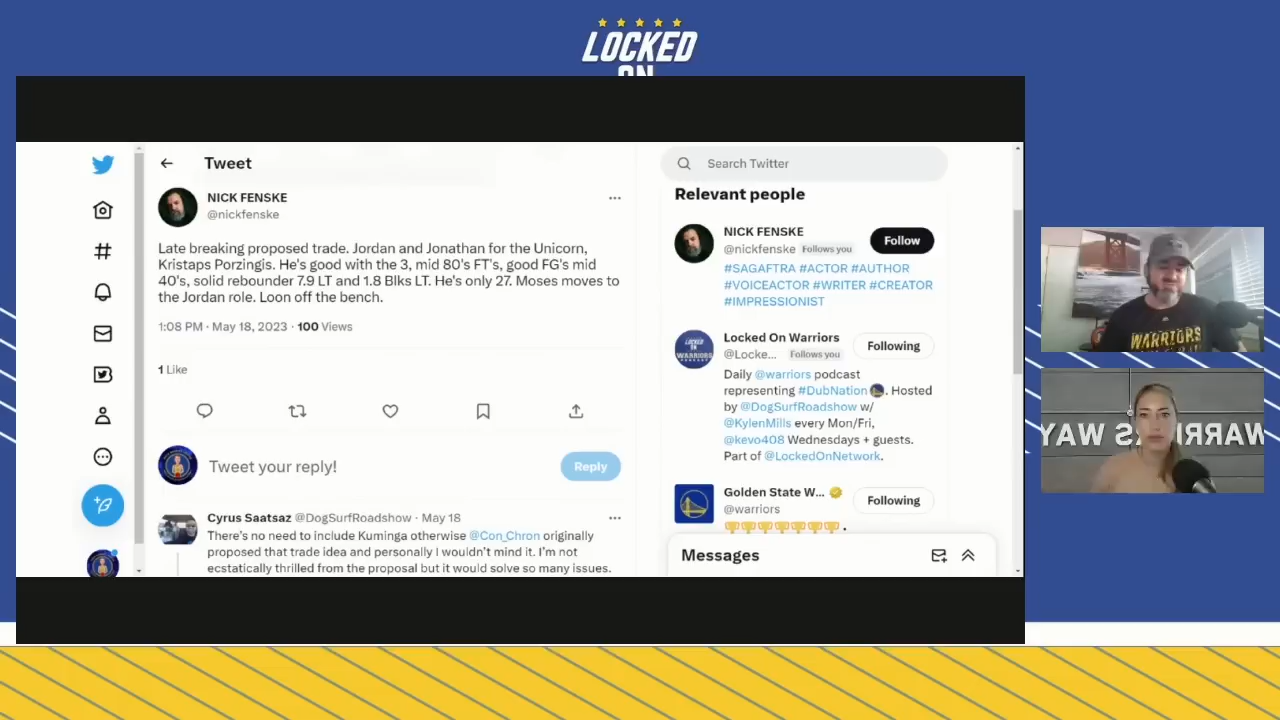 LOCKED
ON
Tweet
NICK FENSKE
@nickfenske
Late breaking proposed trade. Jordan and Jonathan for the Unicorn,
Kristaps Porzingis. He's good with the 3, mid 80's FT's, good FG's mid
40's, solid rebounder 7.9 LT and 1.8 Blks LT. He's only 27. Moses moves to
the Jordan role. Loon off the bench.
1:08 PM · May 18, 2023 · 100 Views
1 Like
Tweet your reply!
Reply
Cyrus Saatsaz @DogSurfRoadshow · May 18
There's no need to include Kuminga otherwise @Con_Chron originally
proposed that trade idea and personally I wouldn't mind it. I'm not
ecstatically thrilled from the proposal but it would solve so many issues.
Search Twitter
Relevant people
NICK FENSKE
@nickfenske Follows you
Follow
#SAGAFTRA #ACTOR #AUTHOR
#VOICEACTOR #WRITER #CREATOR
#IMPRESSIONIST
LOCKED ON WARRIORS
Locked On Warriors
@Locke... Follows you
Following
Daily @warriors podcast
representing #DubNation. Hosted
by @DogSurfRoadshow w/
@KylenMills every Mon/Fri,
@kevo408 Wednesdays + guests.
Part of @LockedOnNetwork.
Golden State W...
@warriors
Following
Messages
WARRIORS
WARRIORS WAY